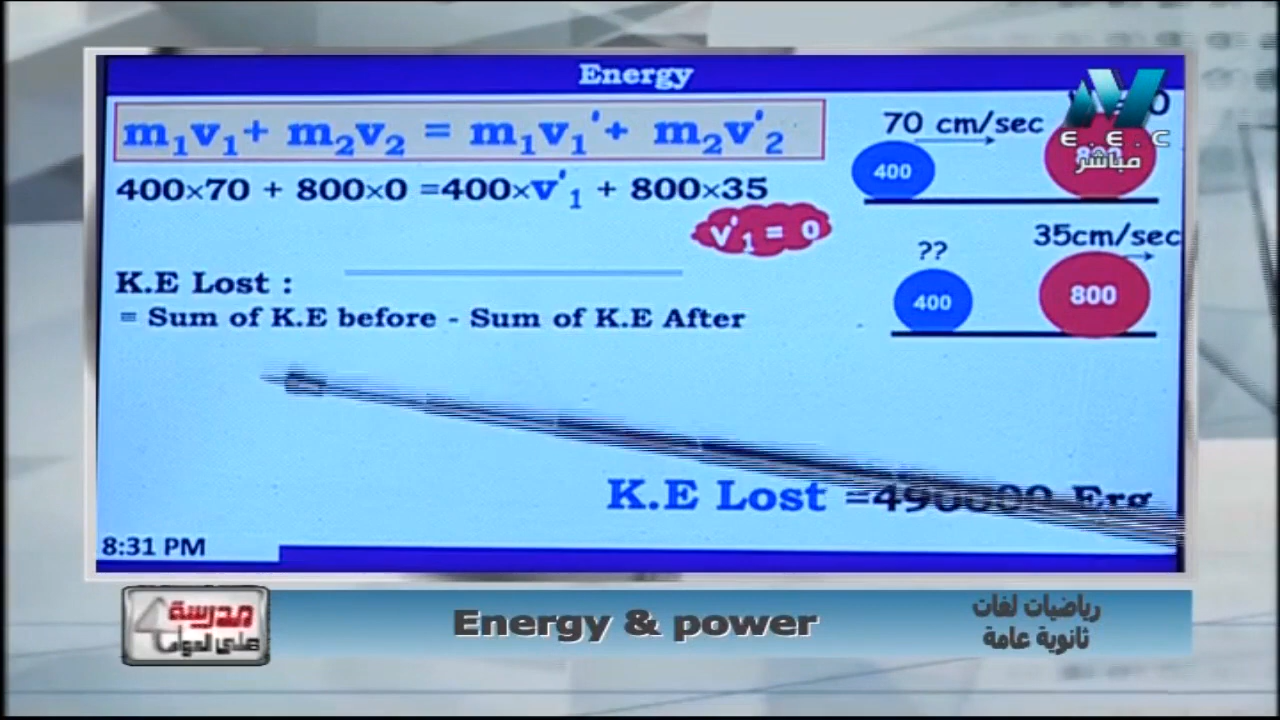 Energy
m₁v₁+ m₂v₂ = m₁v₁'+ m₂v'₂
400×70 + 800×0 =400×v'₁ + 800×35
v'₁ = 0
K.E Lost :
= Sum of K.E before - Sum of K.E After
K.E Lost =490000 Erg
8:31 PM
70 cm/sec
400
E . E . C
مباشر
35cm/sec
??
400
800
مدرسة
على الهواء
Energy & power
رياضيات لغات
ثانوية عامة